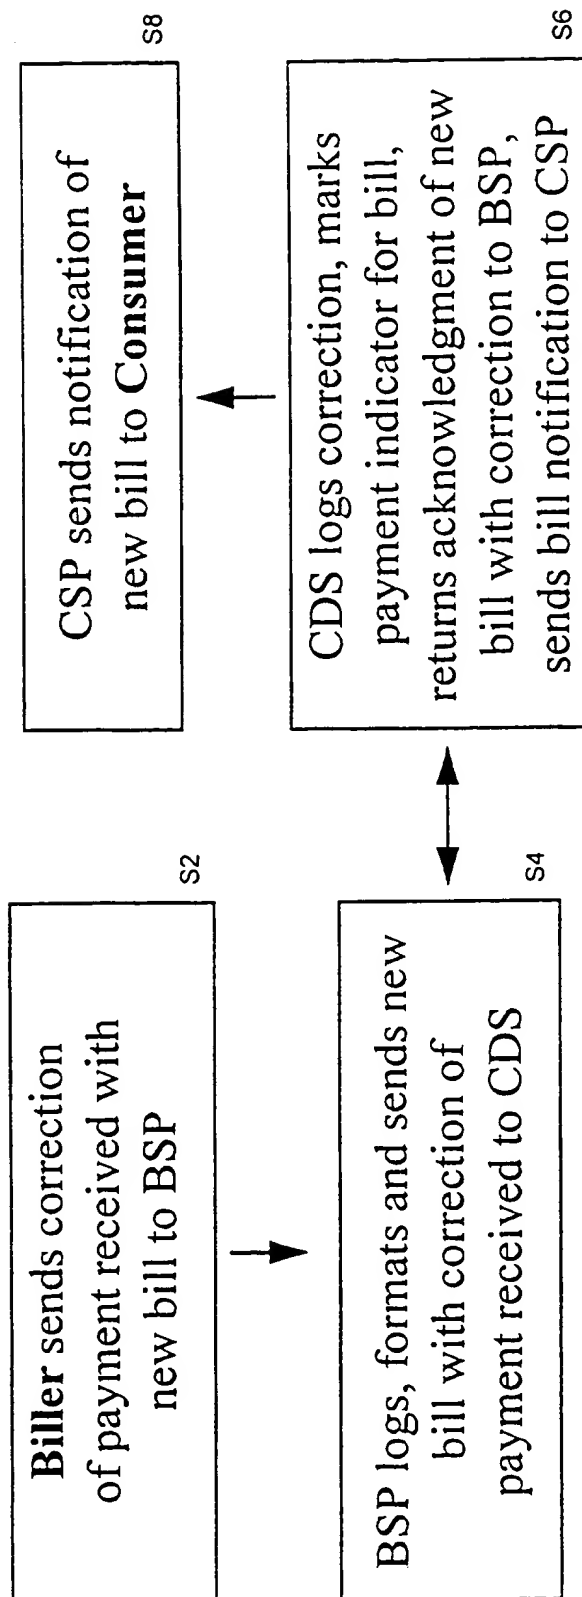 Biller sends correction
of payment received with
new bill to BSP
S2
BSP logs, formats and sends new
bill with correction of
payment received to CDS
S4
CDS logs correction, marks
payment indicator for bill,
returns acknowledgment of new
bill with correction to BSP,
sends bill notification to CSP
S6
CSP sends notification of
new bill to Consumer
S8